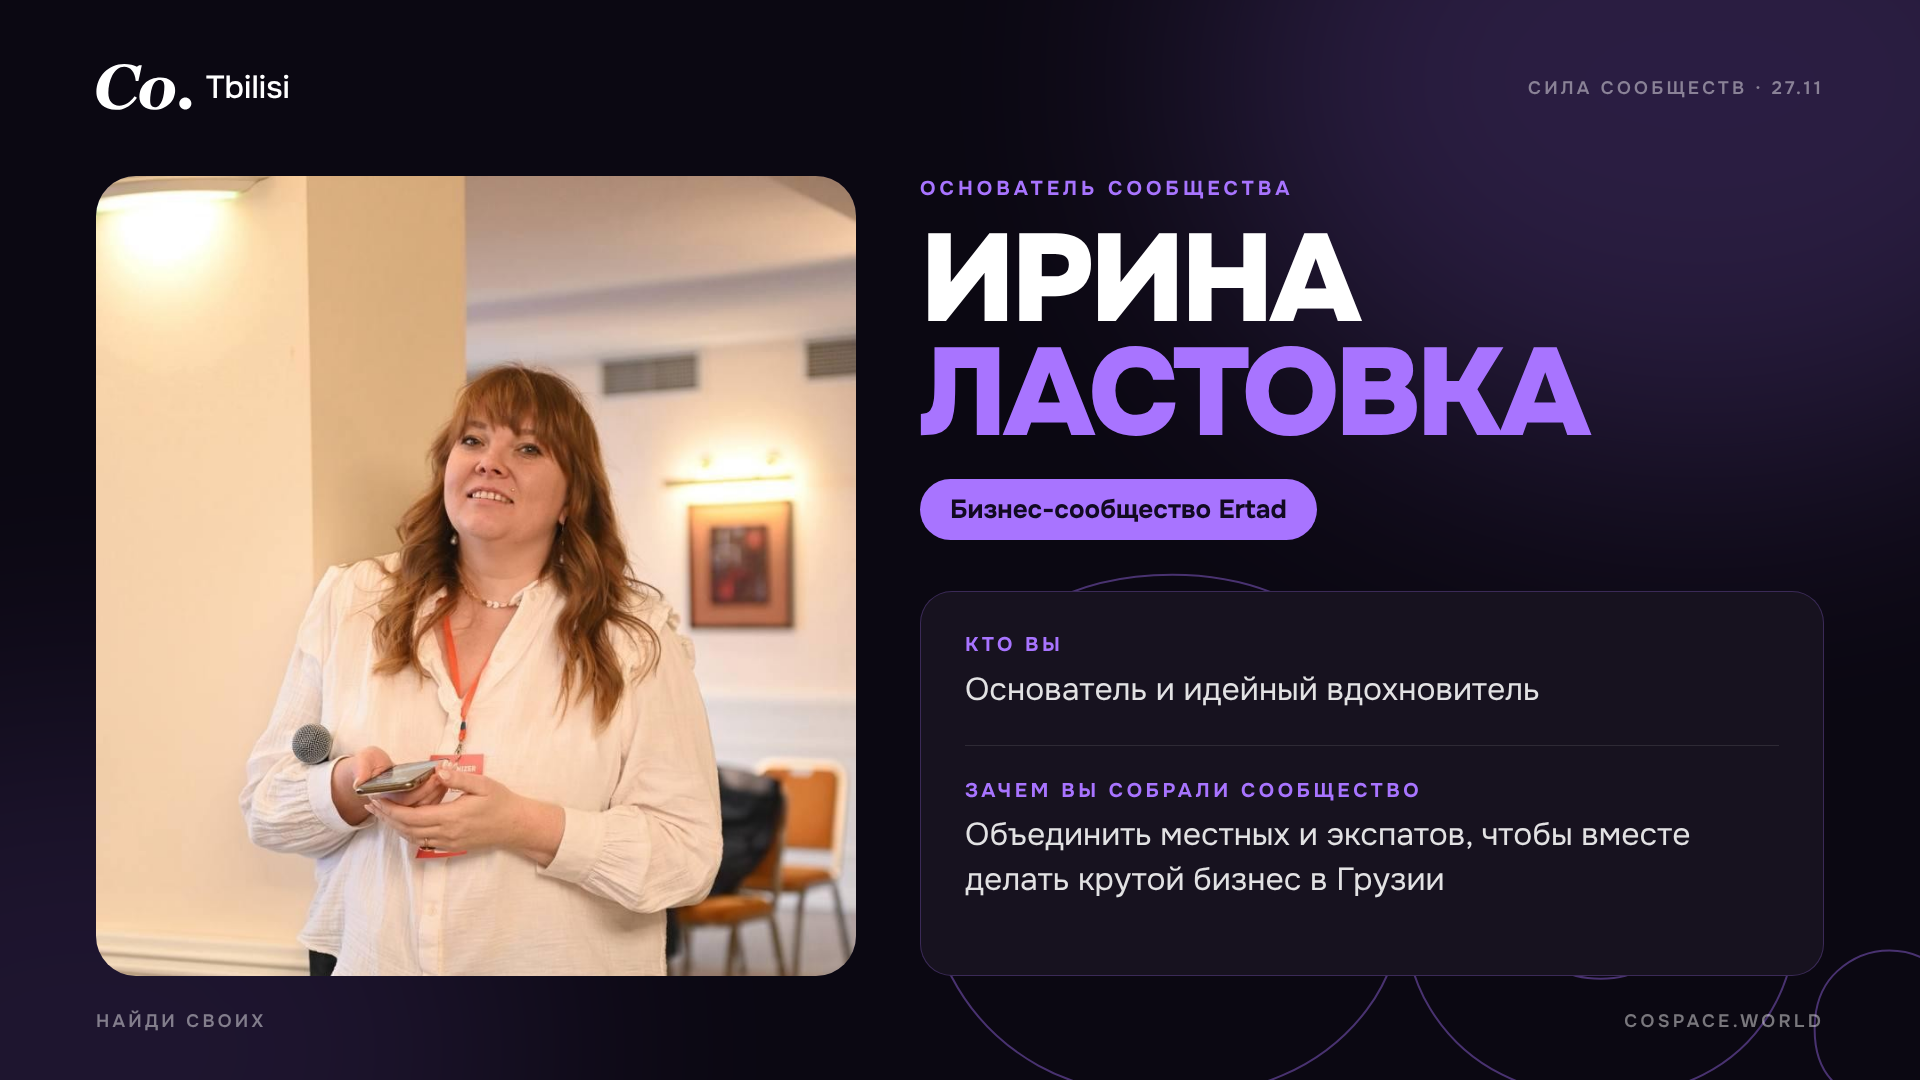 Co. Tbilisi
СИЛА СООБЩЕСТВ · 27.11
ОСНОВАТЕЛЬ СООБЩЕСТВА
ИРИНА
ЛАСТОВКА
Бизнес-сообщество Ertad
КТО ВЫ
Основатель и идейный вдохновитель
ЗАЧЕМ ВЫ СОБРАЛИ СООБЩЕСТВО
Объединить местных и экспатов, чтобы вместе
делать крутой бизнес в Грузии
НАЙДИ СВОИХ
COSPACE.WORLD